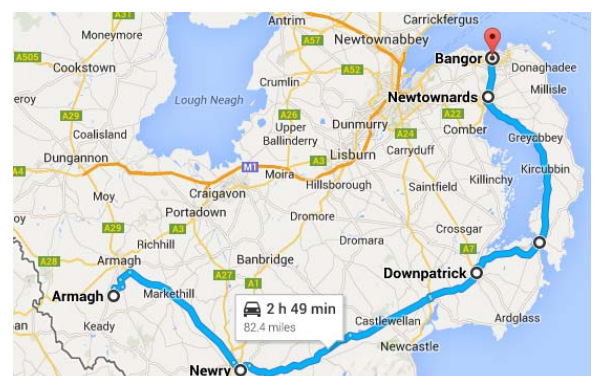 Antrim
Carrickfergus
A31
Moneymore
A57
Newtownabbey
A505
Cookstown
A52
Bangor
Donaghadee
Crumlin
Newtownards
Millisle
eroy
Lough Neagh
A29
A26
Upper
Ballinderry
Dunmurry
A22
Comber
Greyabbey
Coalisland
A24
Carryduff
Dungannon
A3
Lisburn
Kircubbin
A4
M1
Moira
Hillsborough
Saintfield
Killinchy
Moy
Craigavon
Portadown
Dromore
oy
A29
A3
Crossgar
Richhill
Dromara
A7
A28
Armagh
A27
Banbridge
Downpatrick
A1
Armagh
Markethill
2 h 49 min
82.4 miles
Ardglass
an
Keady
Castlewellan
Newcastle
Newry